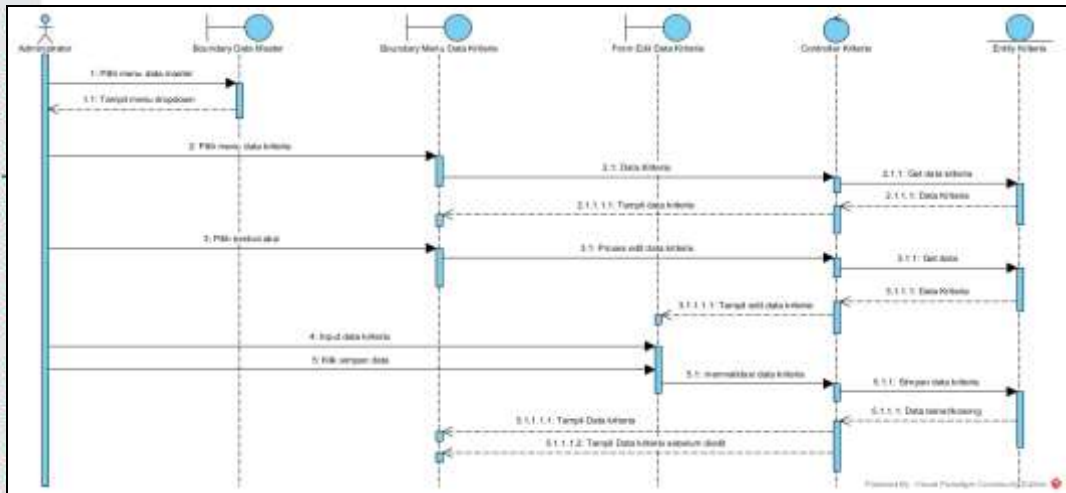 Administrator
Boundary Data Master
Boundary Menu Data Kriteria
Form Edit Data Kriteria
Controller Kriteria
Entity Kriteria
1: Pilih menu data master
1.1: Tampil menu dropdown
2: Pilih menu data kriteria
2.1: Data Kriteria
2.1.1: Get data kriteria
2.1.1.1: Data Kriteria
2.1.1.1.1: Tampil data kriteria
3: Pilih
3.1: Proses edit data kriteria
3.1.1: Get data
3.1.1.1: Data Kriteria
3.1.1.1.1: Tampil edit data kriteria
4: Input data kriteria
5: Klik simpan data
5.1: memvalidasi data kriteria
5.1.1: Simpan data kriteria
5.1.1.1: Data
5.1.1.1.1: Tampil Data kriteria
5.1.1.1.2: Tampil Data kriteria sebelum diedit
Powered By Visual Paradigm Community Edition